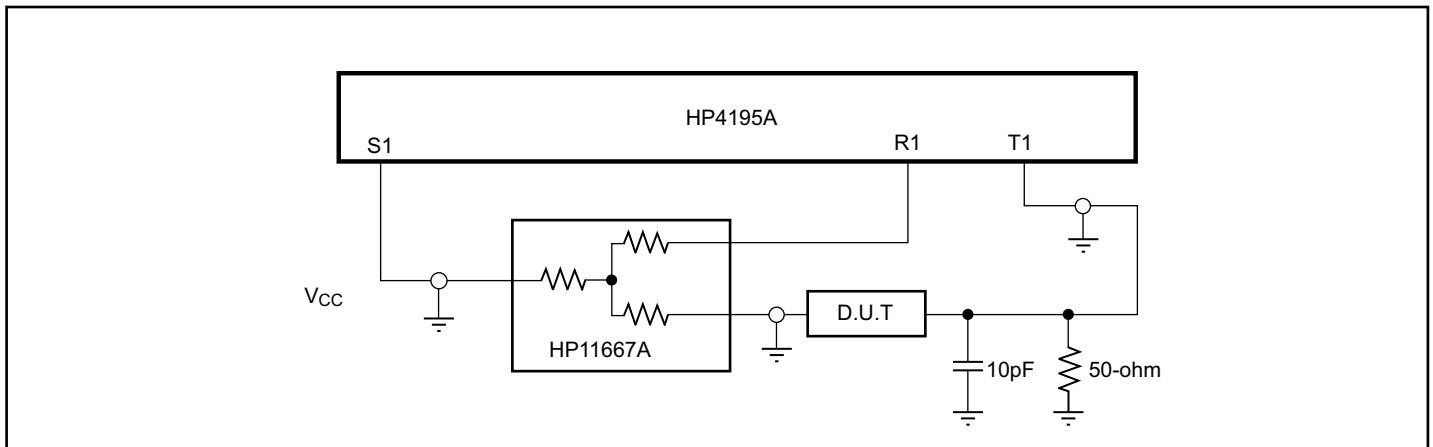 HP4195A
S1
R1
T1
VCC
HP11667A
D.U.T
10pF
50-ohm